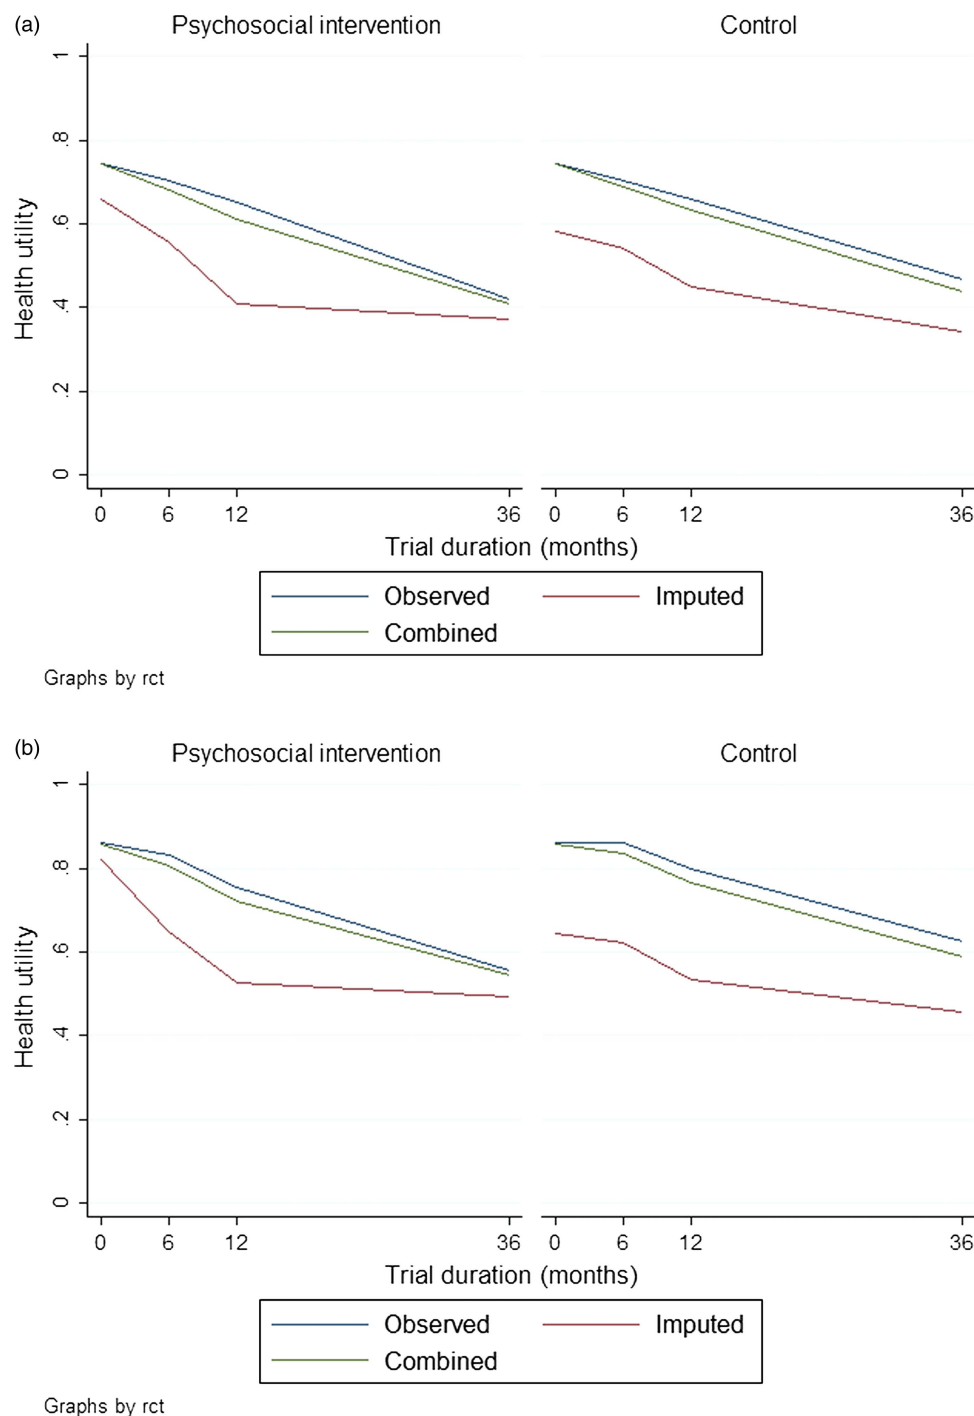 (a)
Psychosocial intervention Control
1
.8
.6
.4
.2
0
Health utility
0 6 12 36 0 6 12 36
Trial duration (months)
Observed Imputed
Combined
Graphs by rct
(b)
Psychosocial intervention Control
1
.8
.6
.4
.2
0
Health utility
0 6 12 36 0 6 12 36
Trial duration (months)
Observed Imputed
Combined
Graphs by rct